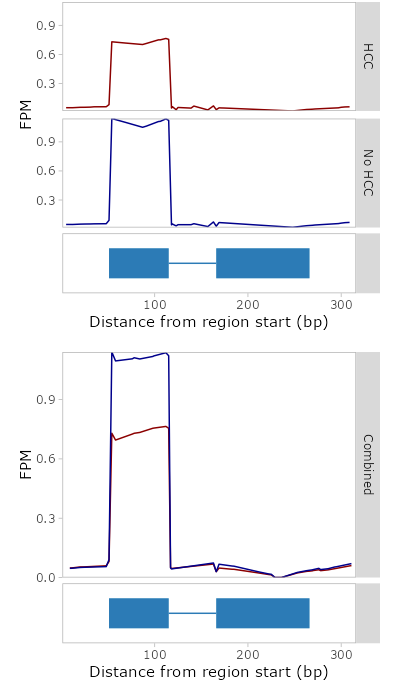 0.9
0.6
0.3
HCC
FPM
0.9
0.6
0.3
No HCC
100
200
300
Distance from region start (bp)
0.9
0.6
0.3
0.0
FPM
Combined
100
200
300
Distance from region start (bp)